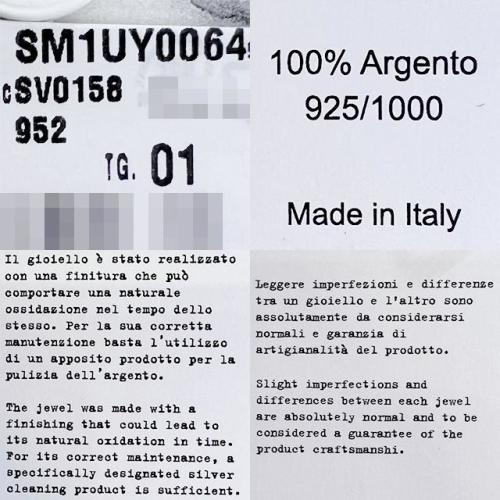 SM1UY0064
cSV0158
952
TG. 01
100% Argento
925/1000
Made in Italy
Il gioiello è stato realizzato
con una finitura che può
comportare una naturale
ossidazione nel tempo dello
stesso. Per la sua corretta
manutenzione basta l'utilizzo
di un apposito prodotto per la
pulizia dell'argento.
The jewel was made with a
finishing that could lead to
its natural oxidation in time.
For its correct maintenance, a
specifically designated silver
cleaning product is sufficient.
Leggere imperfezioni e differenze
tra un gioiello e l'altro sono
assolutamente da considerarsi
normali e garanzia di
artigianalità del prodotto.
Slight imperfections and
differences between each jewel
are absolutely normal and to be
considered a guarantee of the
product craftsmanshi.